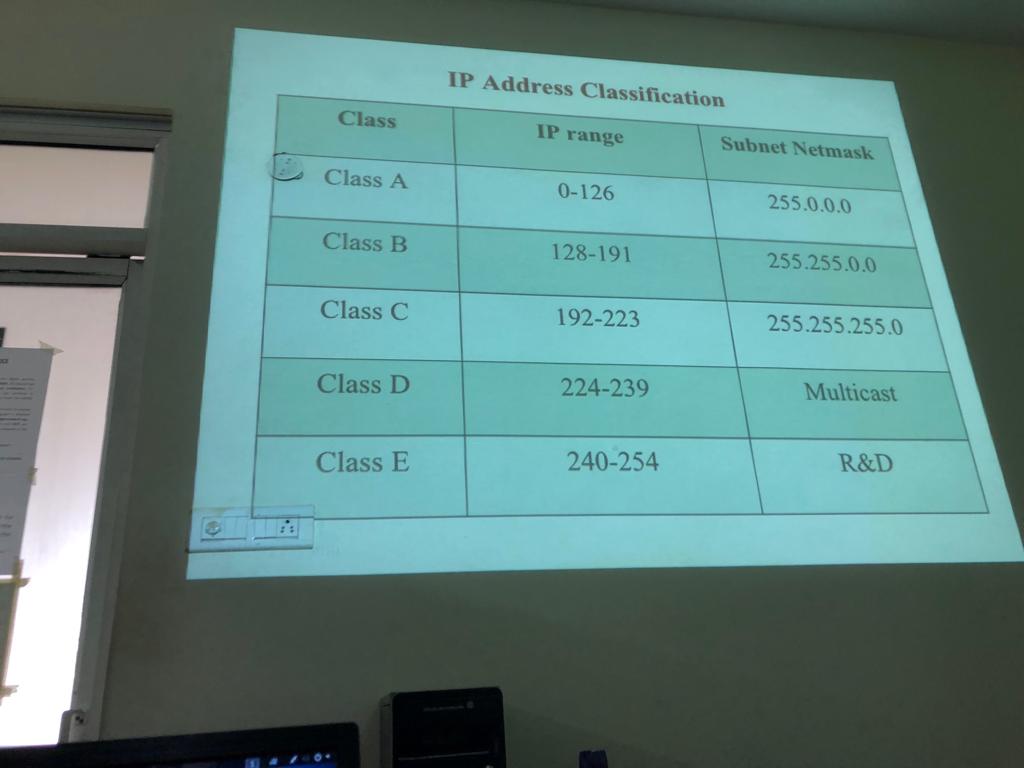 IP Address Classification
Class IP range Subnet Netmask
Class A 0-126 255.0.0.0
Class B 128-191 255.255.0.0
Class C 192-223 255.255.255.0
Class D 224-239 Multicast
Class E 240-254 R&D